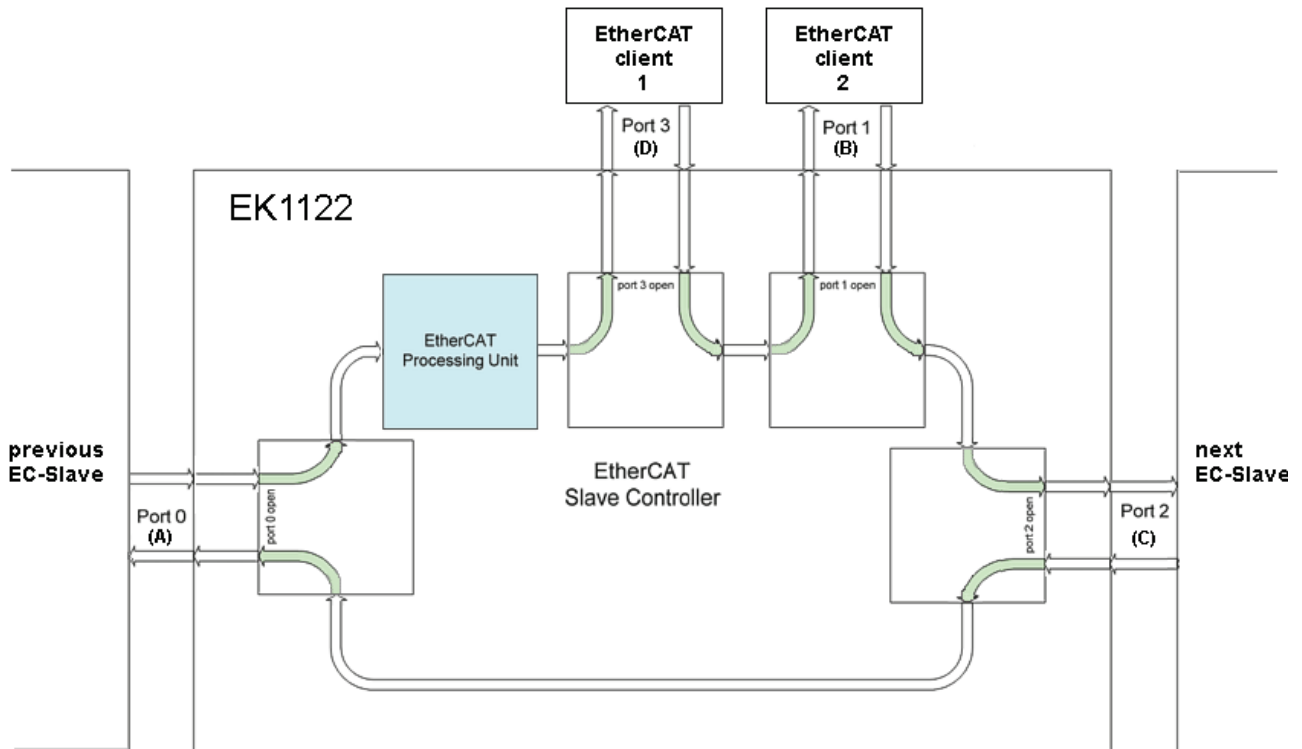 EtherCAT
client
1
EtherCAT
client
2
Port 3
(D)
Port 1
(B)
EK1122
port 3 open
port 1 open
EtherCAT
Processing Unit
previous
EC-Slave
next
EC-Slave
EtherCAT
Slave Controller
Port 0
(A)
port 0 open
port 2 open
Port 2
(C)